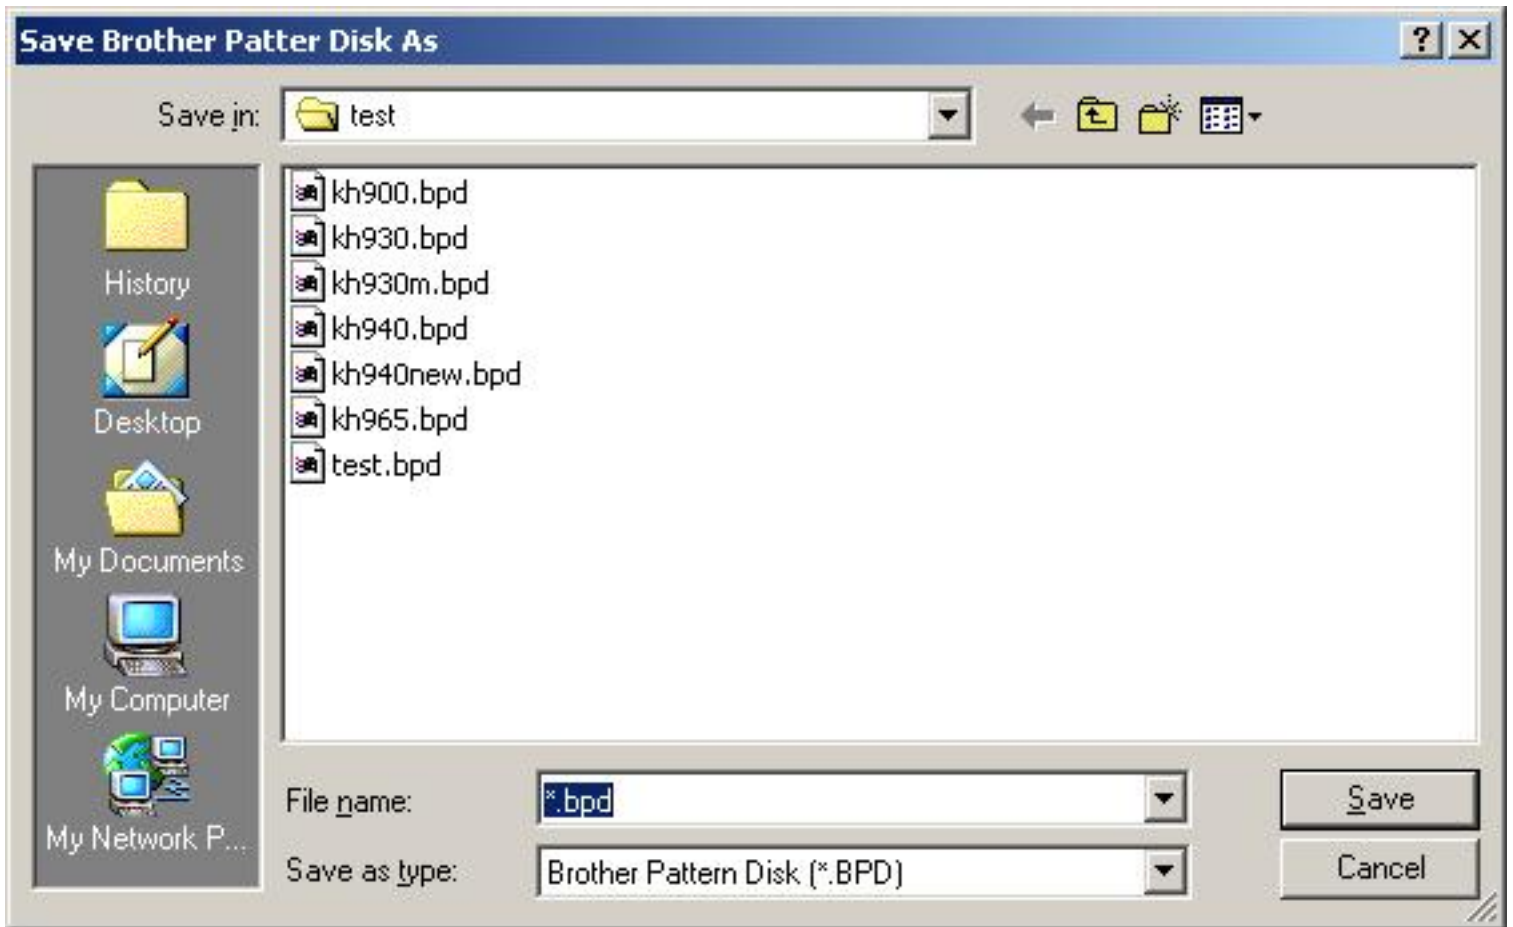 Save Brother Patter Disk As
Save in: test
kh900.bpd
kh930.bpd
kh930m.bpd
kh940.bpd
kh940new.bpd
kh965.bpd
test.bpd
History
Desktop
My Documents
My Computer
My Network P...
File name: *.bpd
Save
Save as type: Brother Pattern Disk (*.BPD)
Cancel